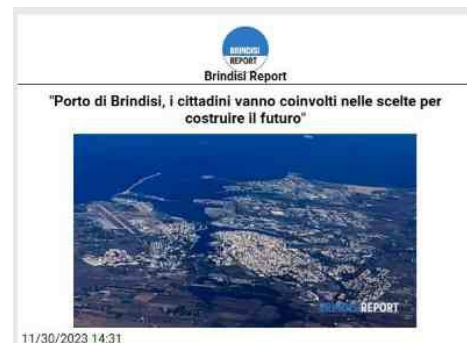 BRINDISI
REPORT
Brindisi Report
"Porto di Brindisi, i cittadini vanno coinvolti nelle scelte per
costruire il futuro"
BRINDISI REPORT
11/30/2023 14:31